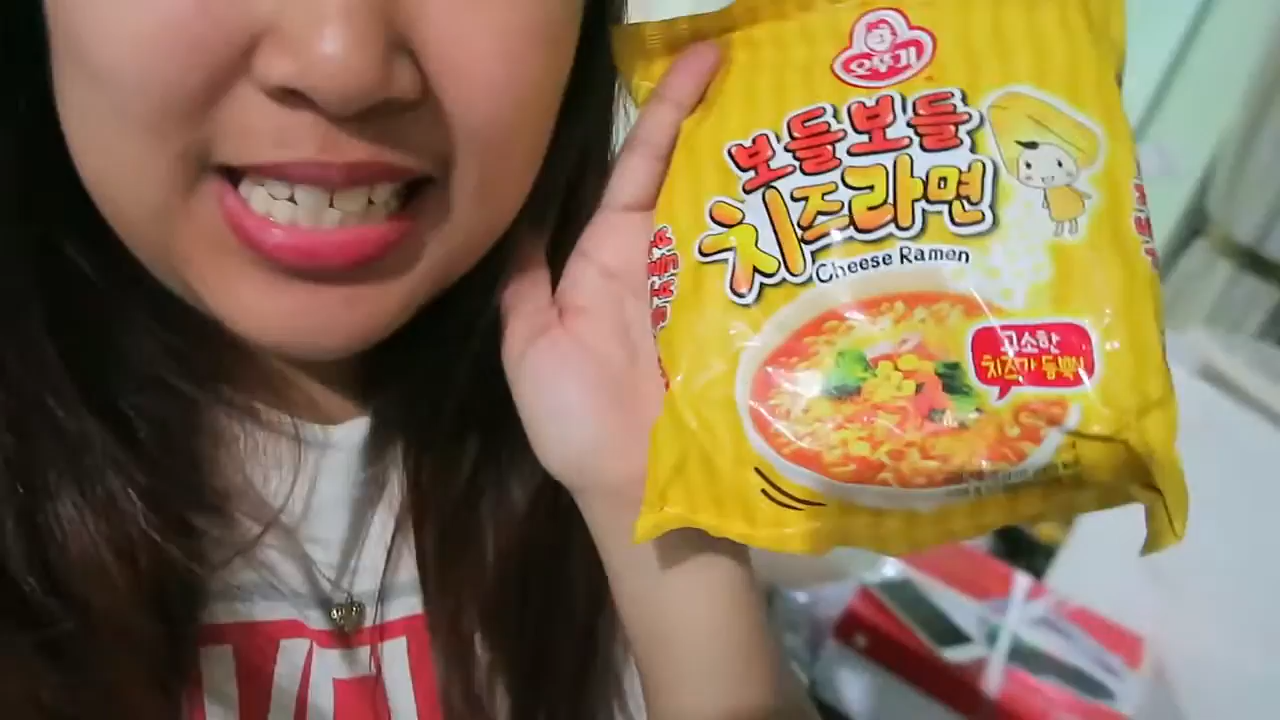 오뚜기
보들보들
치즈라면
Cheese Ramen
고소한
치즈가 듬뿍!